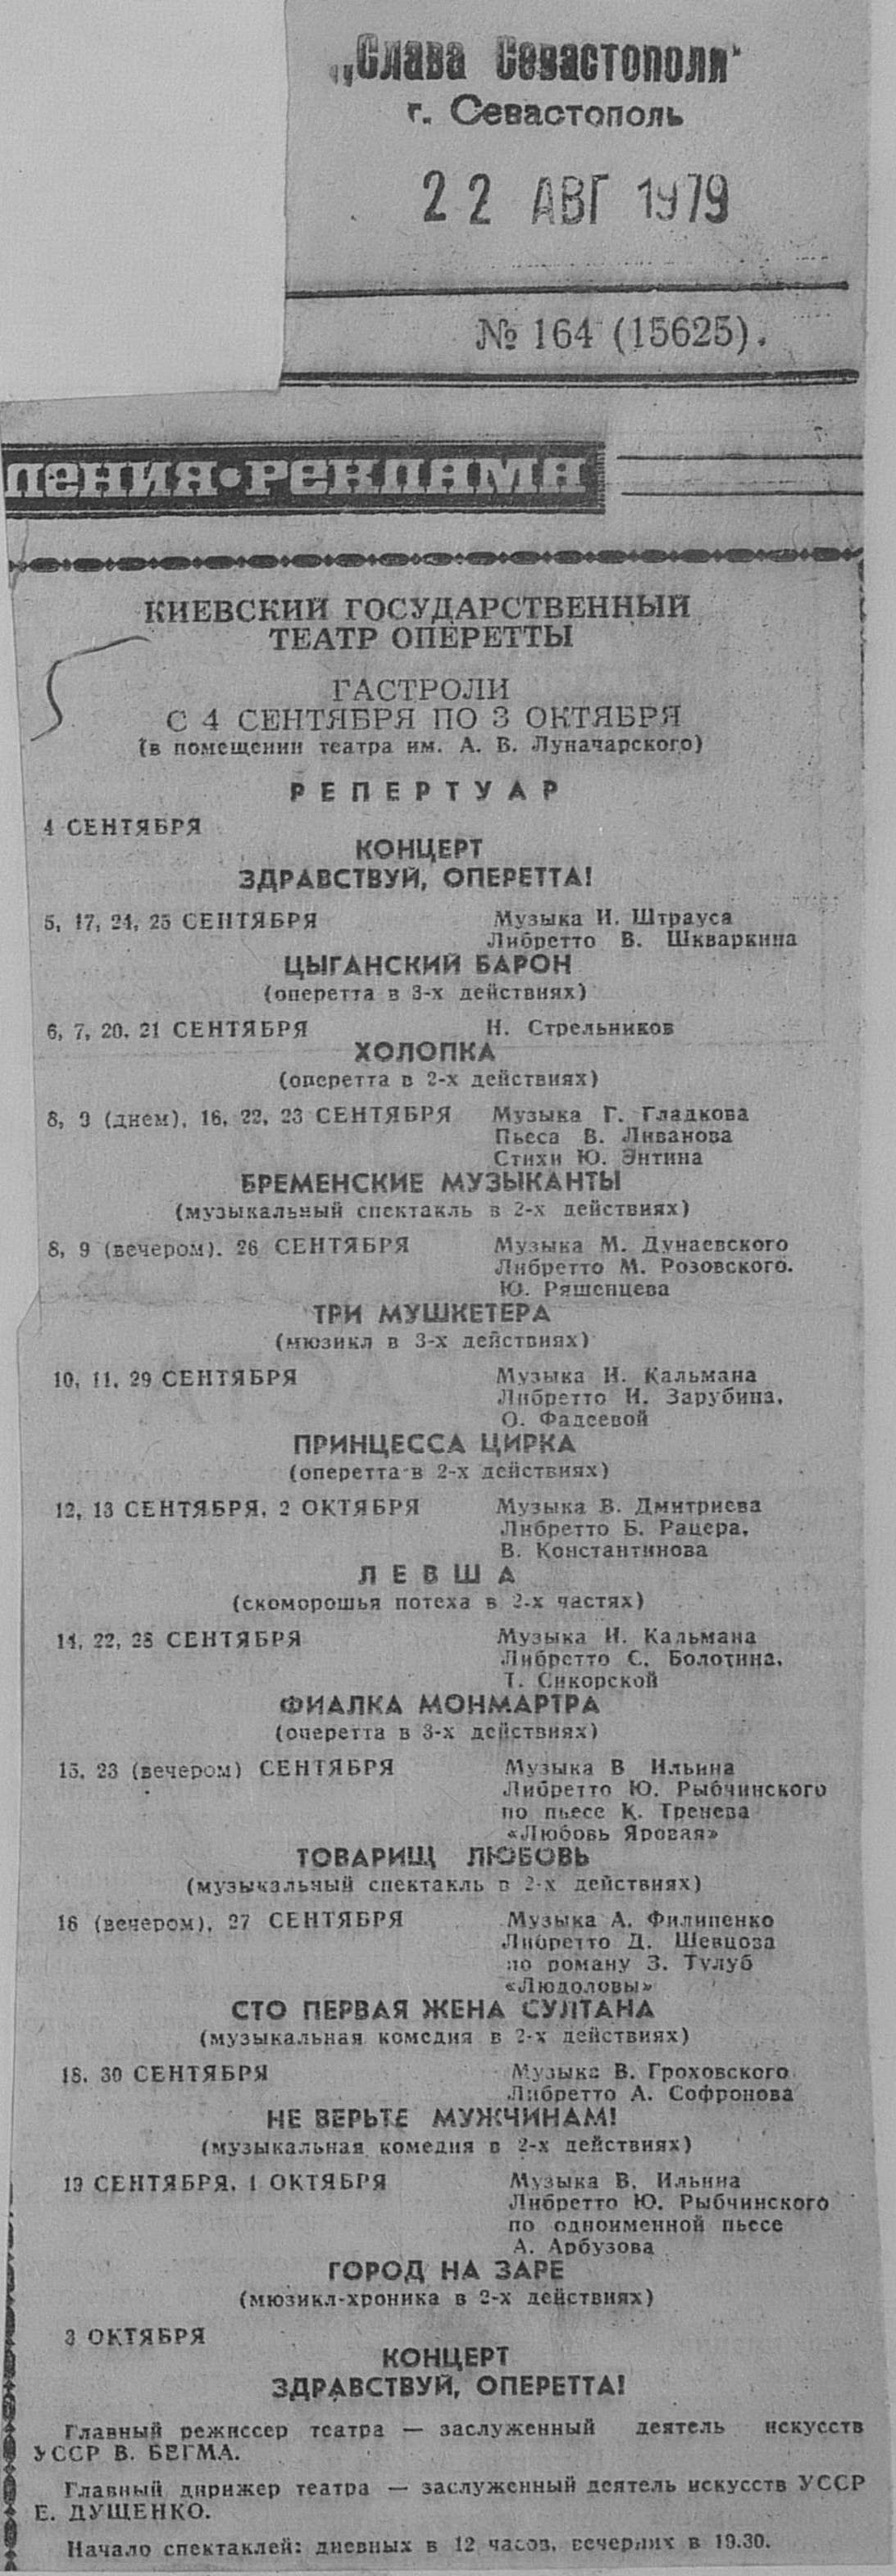 „Слава Севастополя"
г. Севастополь
22 АВГ 1979
№ 164 (15625).
ления•реклама
КИЕВСКИЙ ГОСУДАРСТВЕННЫЙ
ТЕАТР ОПЕРЕТТЫ
ГАСТРОЛИ
С 4 СЕНТЯБРЯ ПО 3 ОКТЯБРЯ
(в помещении театра им. А. В. Луначарского)
РЕПЕРТУАР
4 СЕНТЯБРЯ
КОНЦЕРТ
ЗДРАВСТВУЙ, ОПЕРЕТТА!
5, 17, 24, 25 СЕНТЯБРЯ Музыка И. Штрауса
Либретто В. Шкваркина
ЦЫГАНСКИЙ БАРОН
(оперетта в 3-х действиях)
6, 7, 20, 21 СЕНТЯБРЯ Н. Стрельников
ХОЛОПКА
(оперетта в 2-х действиях)
8, 9 (днем), 16, 22, 23 СЕНТЯБРЯ Музыка Г. Гладкова
Пьеса В. Ливанова
Стихи Ю. Энтина
БРЕМЕНСКИЕ МУЗЫКАНТЫ
(музыкальный спектакль в 2-х действиях)
8, 9 (вечером), 26 СЕНТЯБРЯ Музыка М. Дунаевского
Либретто М. Розовского,
Ю. Ряшенцева
ТРИ МУШКЕТЕРА
(мюзикл в 3-х действиях)
10, 11, 29 СЕНТЯБРЯ Музыка И. Кальмана
Либретто И. Зарубина,
О. Фадеевой
ПРИНЦЕССА ЦИРКА
(оперетта в 2-х действиях)
12, 13 СЕНТЯБРЯ, 2 ОКТЯБРЯ Музыка В. Дмитриева
Либретто Б. Рацера,
В. Константинова
ЛЕВША
(скоморошья потеха в 2-х частях)
14, 22, 28 СЕНТЯБРЯ Музыка И. Кальмана
Либретто С. Болотина,
Т. Сикорской
ФИАЛКА МОНМАРТРА
(оперетта в 3-х действиях)
15, 23 (вечером) СЕНТЯБРЯ Музыка В Ильина
Либретто Ю. Рыбчинского
по пьесе К. Тренева
«Любовь Яровая»
ТОВАРИЩ ЛЮБОВЬ
(музыкальный спектакль в 2-х действиях)
16 (вечером), 27 СЕНТЯБРЯ Музыка А. Филипенко
Либретто Д. Шевцова
по роману З. Тулуб
«Людоловы»
СТО ПЕРВАЯ ЖЕНА СУЛТАНА
(музыкальная комедия в 2-х действиях)
18, 30 СЕНТЯБРЯ Музыка В. Гроховского
Либретто А. Софронова
НЕ ВЕРЬТЕ МУЖЧИНАМ!
(музыкальная комедия в 2-х действиях)
19 СЕНТЯБРЯ, 1 ОКТЯБРЯ Музыка В. Ильина
Либретто Ю. Рыбчинского
по одноименной пьесе
А. Арбузова
ГОРОД НА ЗАРЕ
(мюзикл-хроника в 2-х действиях)
3 ОКТЯБРЯ
КОНЦЕРТ
ЗДРАВСТВУЙ, ОПЕРЕТТА!
Главный режиссер театра — заслуженный деятель искусств
УССР В. БЕГМА.
Главный дирижер театра — заслуженный деятель искусств УССР
Е. ДУЩЕНКО.
Начало спектаклей: дневных в 12 часов, вечерних в 19.30.